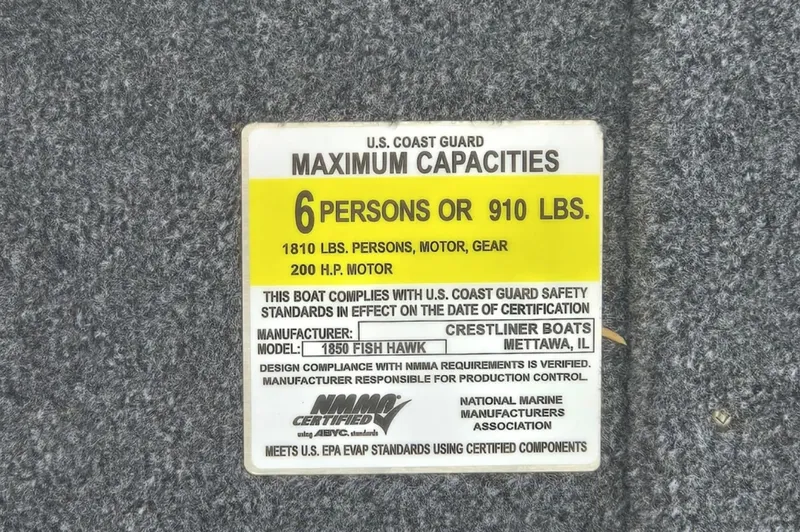 U.S. COAST GUARD
MAXIMUM CAPACITIES
6 PERSONS OR 910 LBS.
1810 LBS. PERSONS, MOTOR, GEAR
200 H.P. MOTOR
THIS BOAT COMPLIES WITH U.S. COAST GUARD SAFETY
STANDARDS IN EFFECT ON THE DATE OF CERTIFICATION
MANUFACTURER: CRESTLINER BOATS
MODEL: 1850 FISH HAWK METTAWA, IL
DESIGN COMPLIANCE WITH NMMA REQUIREMENTS IS VERIFIED.
MANUFACTURER RESPONSIBLE FOR PRODUCTION CONTROL.
NMMA®
CERTIFIED
using ABYC. standards
NATIONAL MARINE
MANUFACTURERS
ASSOCIATION
MEETS U.S. EPA EVAP STANDARDS USING CERTIFIED COMPONENTS